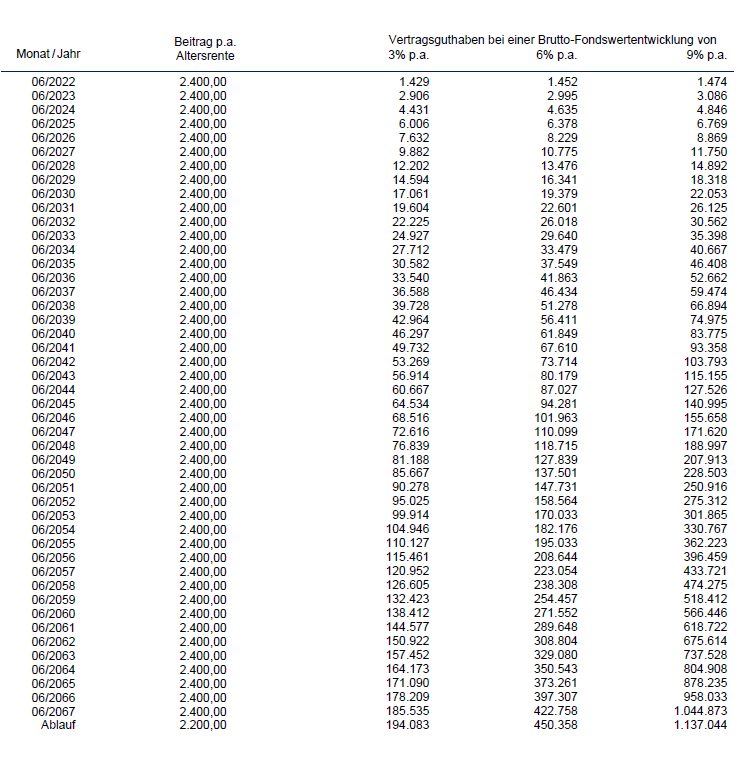 Beitrag p.a. Vertragsguthaben bei einer Brutto-Fondswertentwicklung von
Monat/Jahr Altersrente 3% p.a. 6% p.a. 9% p.a.
06/2022 2.400,00 1.429 1.452 1.474
06/2023 2.400,00 2.906 2.995 3.086
06/2024 2.400,00 4.431 4.635 4.846
06/2025 2.400,00 6.006 6.378 6.769
06/2026 2.400,00 7.632 8.229 8.869
06/2027 2.400,00 9.882 10.775 11.750
06/2028 2.400,00 12.202 13.476 14.892
06/2029 2.400,00 14.594 16.341 18.318
06/2030 2.400,00 17.061 19.379 22.053
06/2031 2.400,00 19.604 22.601 26.125
06/2032 2.400,00 22.225 26.018 30.562
06/2033 2.400,00 24.927 29.640 35.398
06/2034 2.400,00 27.712 33.479 40.667
06/2035 2.400,00 30.582 37.549 46.408
06/2036 2.400,00 33.540 41.863 52.662
06/2037 2.400,00 36.588 46.434 59.474
06/2038 2.400,00 39.728 51.278 66.894
06/2039 2.400,00 42.964 56.411 74.975
06/2040 2.400,00 46.297 61.849 83.775
06/2041 2.400,00 49.732 67.610 93.358
06/2042 2.400,00 53.269 73.714 103.793
06/2043 2.400,00 56.914 80.179 115.155
06/2044 2.400,00 60.667 87.027 127.526
06/2045 2.400,00 64.534 94.281 140.995
06/2046 2.400,00 68.516 101.963 155.658
06/2047 2.400,00 72.616 110.099 171.620
06/2048 2.400,00 76.839 118.715 188.997
06/2049 2.400,00 81.188 127.839 207.913
06/2050 2.400,00 85.667 137.501 228.503
06/2051 2.400,00 90.278 147.731 250.916
06/2052 2.400,00 95.025 158.564 275.312
06/2053 2.400,00 99.914 170.033 301.865
06/2054 2.400,00 104.946 182.176 330.767
06/2055 2.400,00 110.127 195.033 362.223
06/2056 2.400,00 115.461 208.644 396.459
06/2057 2.400,00 120.952 223.054 433.721
06/2058 2.400,00 126.605 238.308 474.275
06/2059 2.400,00 132.423 254.457 518.412
06/2060 2.400,00 138.412 271.552 566.446
06/2061 2.400,00 144.577 289.648 618.722
06/2062 2.400,00 150.922 308.804 675.614
06/2063 2.400,00 157.452 329.080 737.528
06/2064 2.400,00 164.173 350.543 804.908
06/2065 2.400,00 171.090 373.261 878.235
06/2066 2.400,00 178.209 397.307 958.033
06/2067 2.400,00 185.535 422.758 1.044.873
Ablauf 2.200,00 194.083 450.358 1.137.044